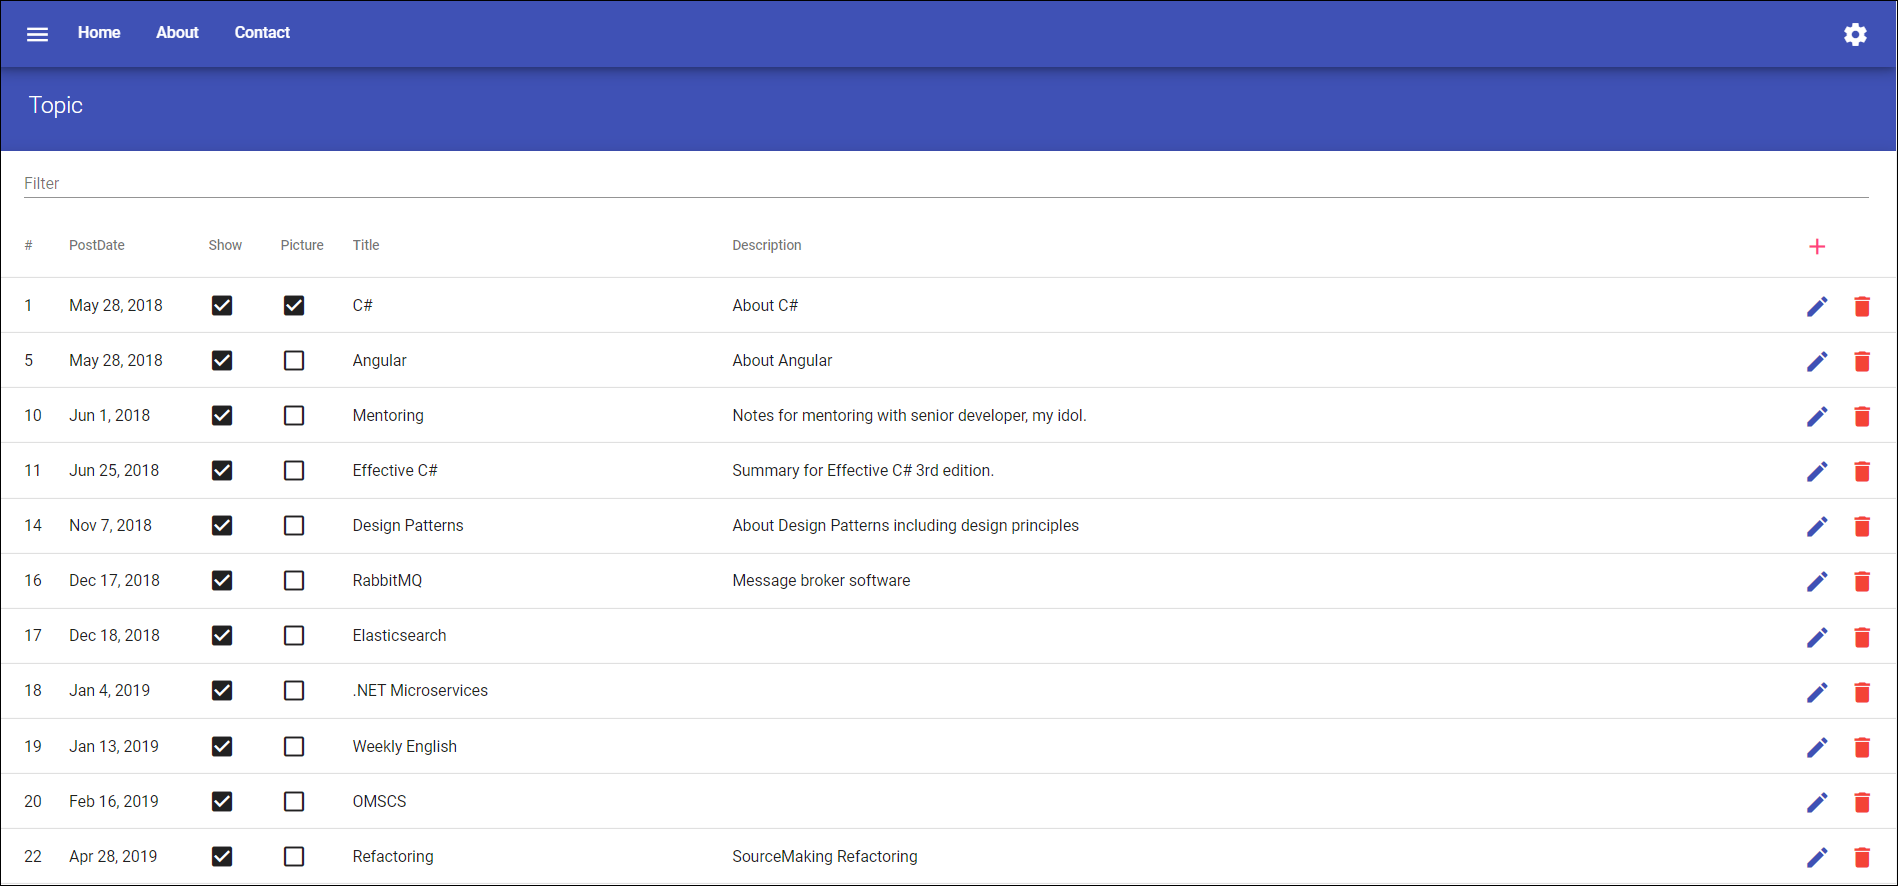 Home About Contact
Topic
Filter
# PostDate Show Picture Title Description
1 May 28, 2018 C# About C#
5 May 28, 2018 Angular About Angular
10 Jun 1, 2018 Mentoring Notes for mentoring with senior developer, my idol.
11 Jun 25, 2018 Effective C# Summary for Effective C# 3rd edition.
14 Nov 7, 2018 Design Patterns About Design Patterns including design principles
16 Dec 17, 2018 RabbitMQ Message broker software
17 Dec 18, 2018 Elasticsearch
18 Jan 4, 2019 .NET Microservices
19 Jan 13, 2019 Weekly English
20 Feb 16, 2019 OMSCS
22 Apr 28, 2019 Refactoring SourceMaking Refactoring